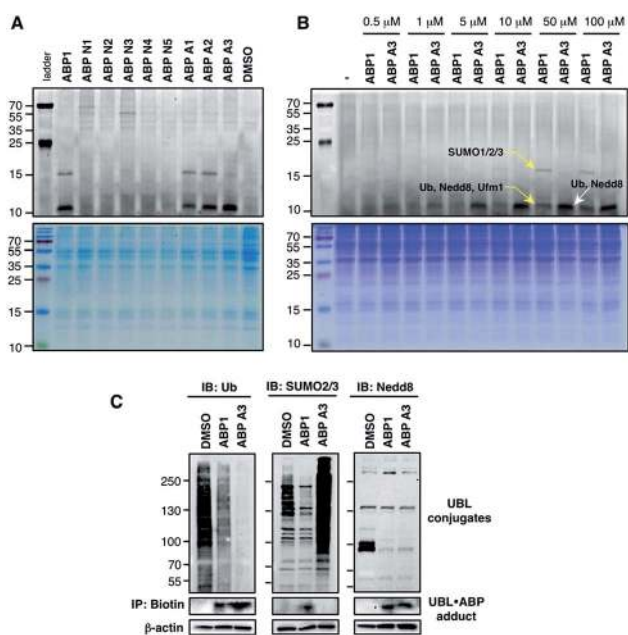 A
ladder
ABP1
ABP N1
ABP N2
ABP N3
ABP N4
ABP N5
ABP A1
ABP A2
ABP A3
DMSO
70
55
35
25
15
10
70
55
35
25
15
10
B
0.5 μM 1 μM 5 μM 10 μM 50 μM 100 μM
-
ABP1
ABP A3
ABP1
ABP A3
ABP1
ABP A3
ABP1
ABP A3
ABP1
ABP A3
ABP1
ABP A3
70
55
35
25
15
10
SUMO1/2/3
Ub, Nedd8, Ufm1
Ub, Nedd8
70
55
35
25
15
10
C
IB: Ub IB: SUMO2/3 IB: Nedd8
DMSO
ABP1
ABP A3
DMSO
ABP1
ABP A3
DMSO
ABP1
ABP A3
250
130
100
70
55
UBL
conjugates
IP: Biotin
UBL•ABP
adduct
β-actin